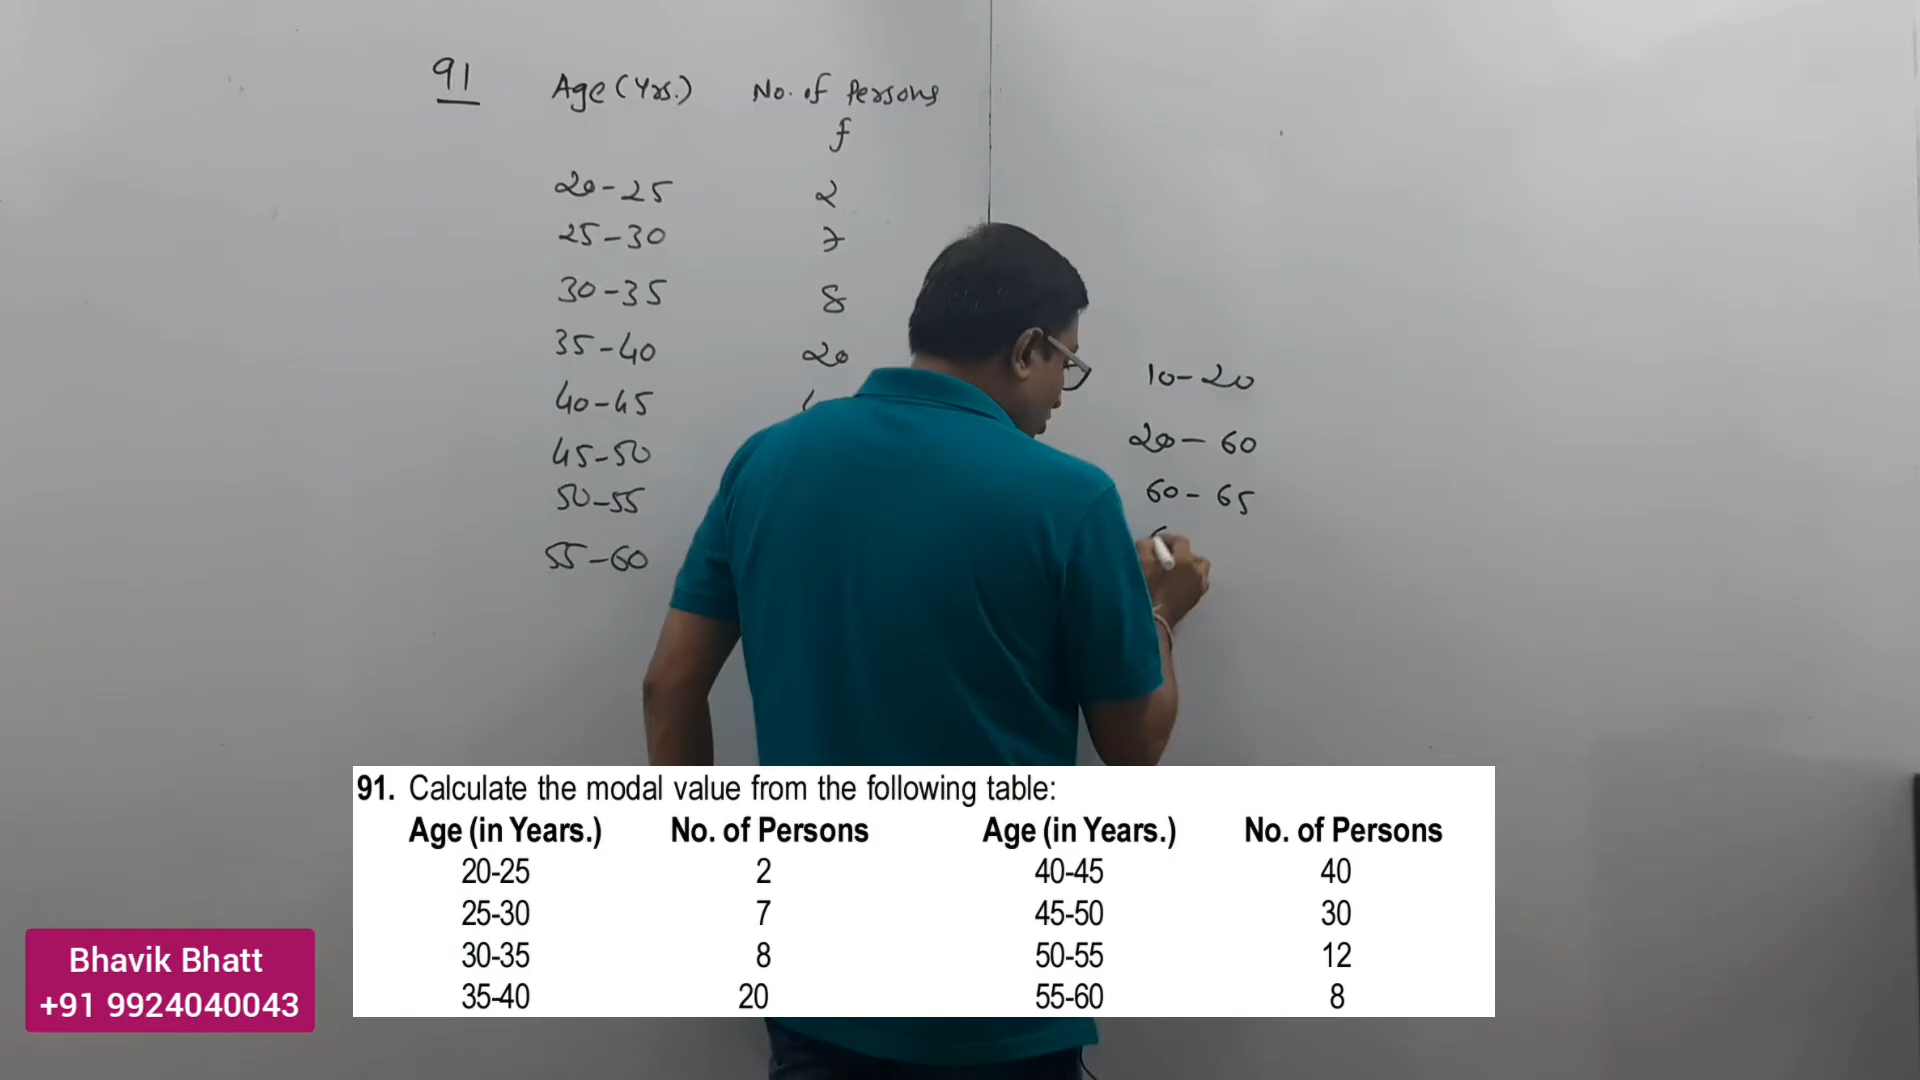 91 Age (Yrs.) No. of Persons
f
20-25 2
25-30 7
30-35 8
35-40 20
40-45
45-50
50-55
55-60
10-20
20-60
60-65
91. Calculate the modal value from the following table:
Age (in Years.) No. of Persons Age (in Years.) No. of Persons
20-25 2 40-45 40
25-30 7 45-50 30
30-35 8 50-55 12
35-40 20 55-60 8
Bhavik Bhatt
+91 9924040043